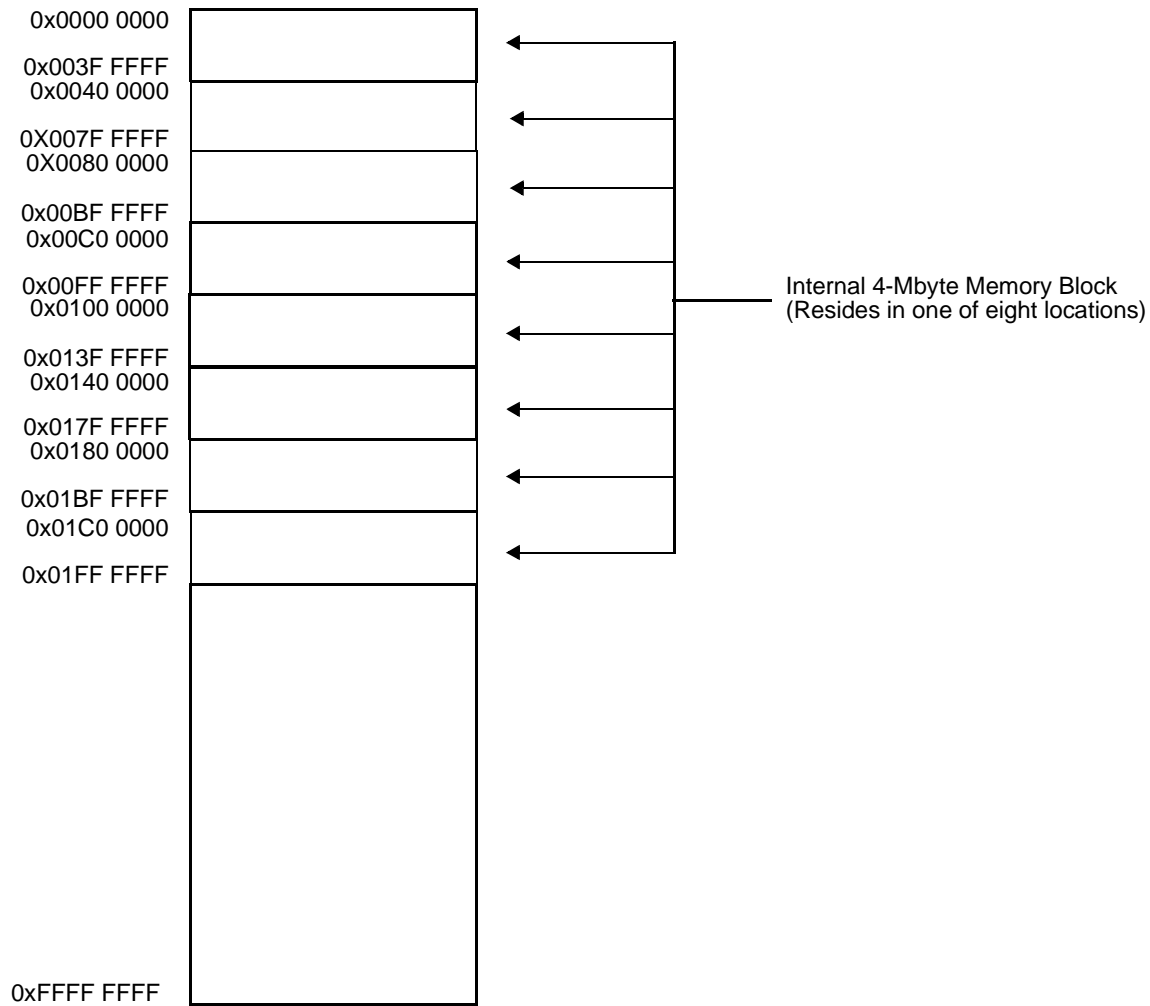 0x0000 0000
0x003F FFFF
0x0040 0000
0X007F FFFF
0X0080 0000
0x00BF FFFF
0x00C0 0000
0x00FF FFFF
0x0100 0000
0x013F FFFF
0x0140 0000
0x017F FFFF
0x0180 0000
0x01BF FFFF
0x01C0 0000
0x01FF FFFF
0xFFFF FFFF
Internal 4-Mbyte Memory Block
(Resides in one of eight locations)